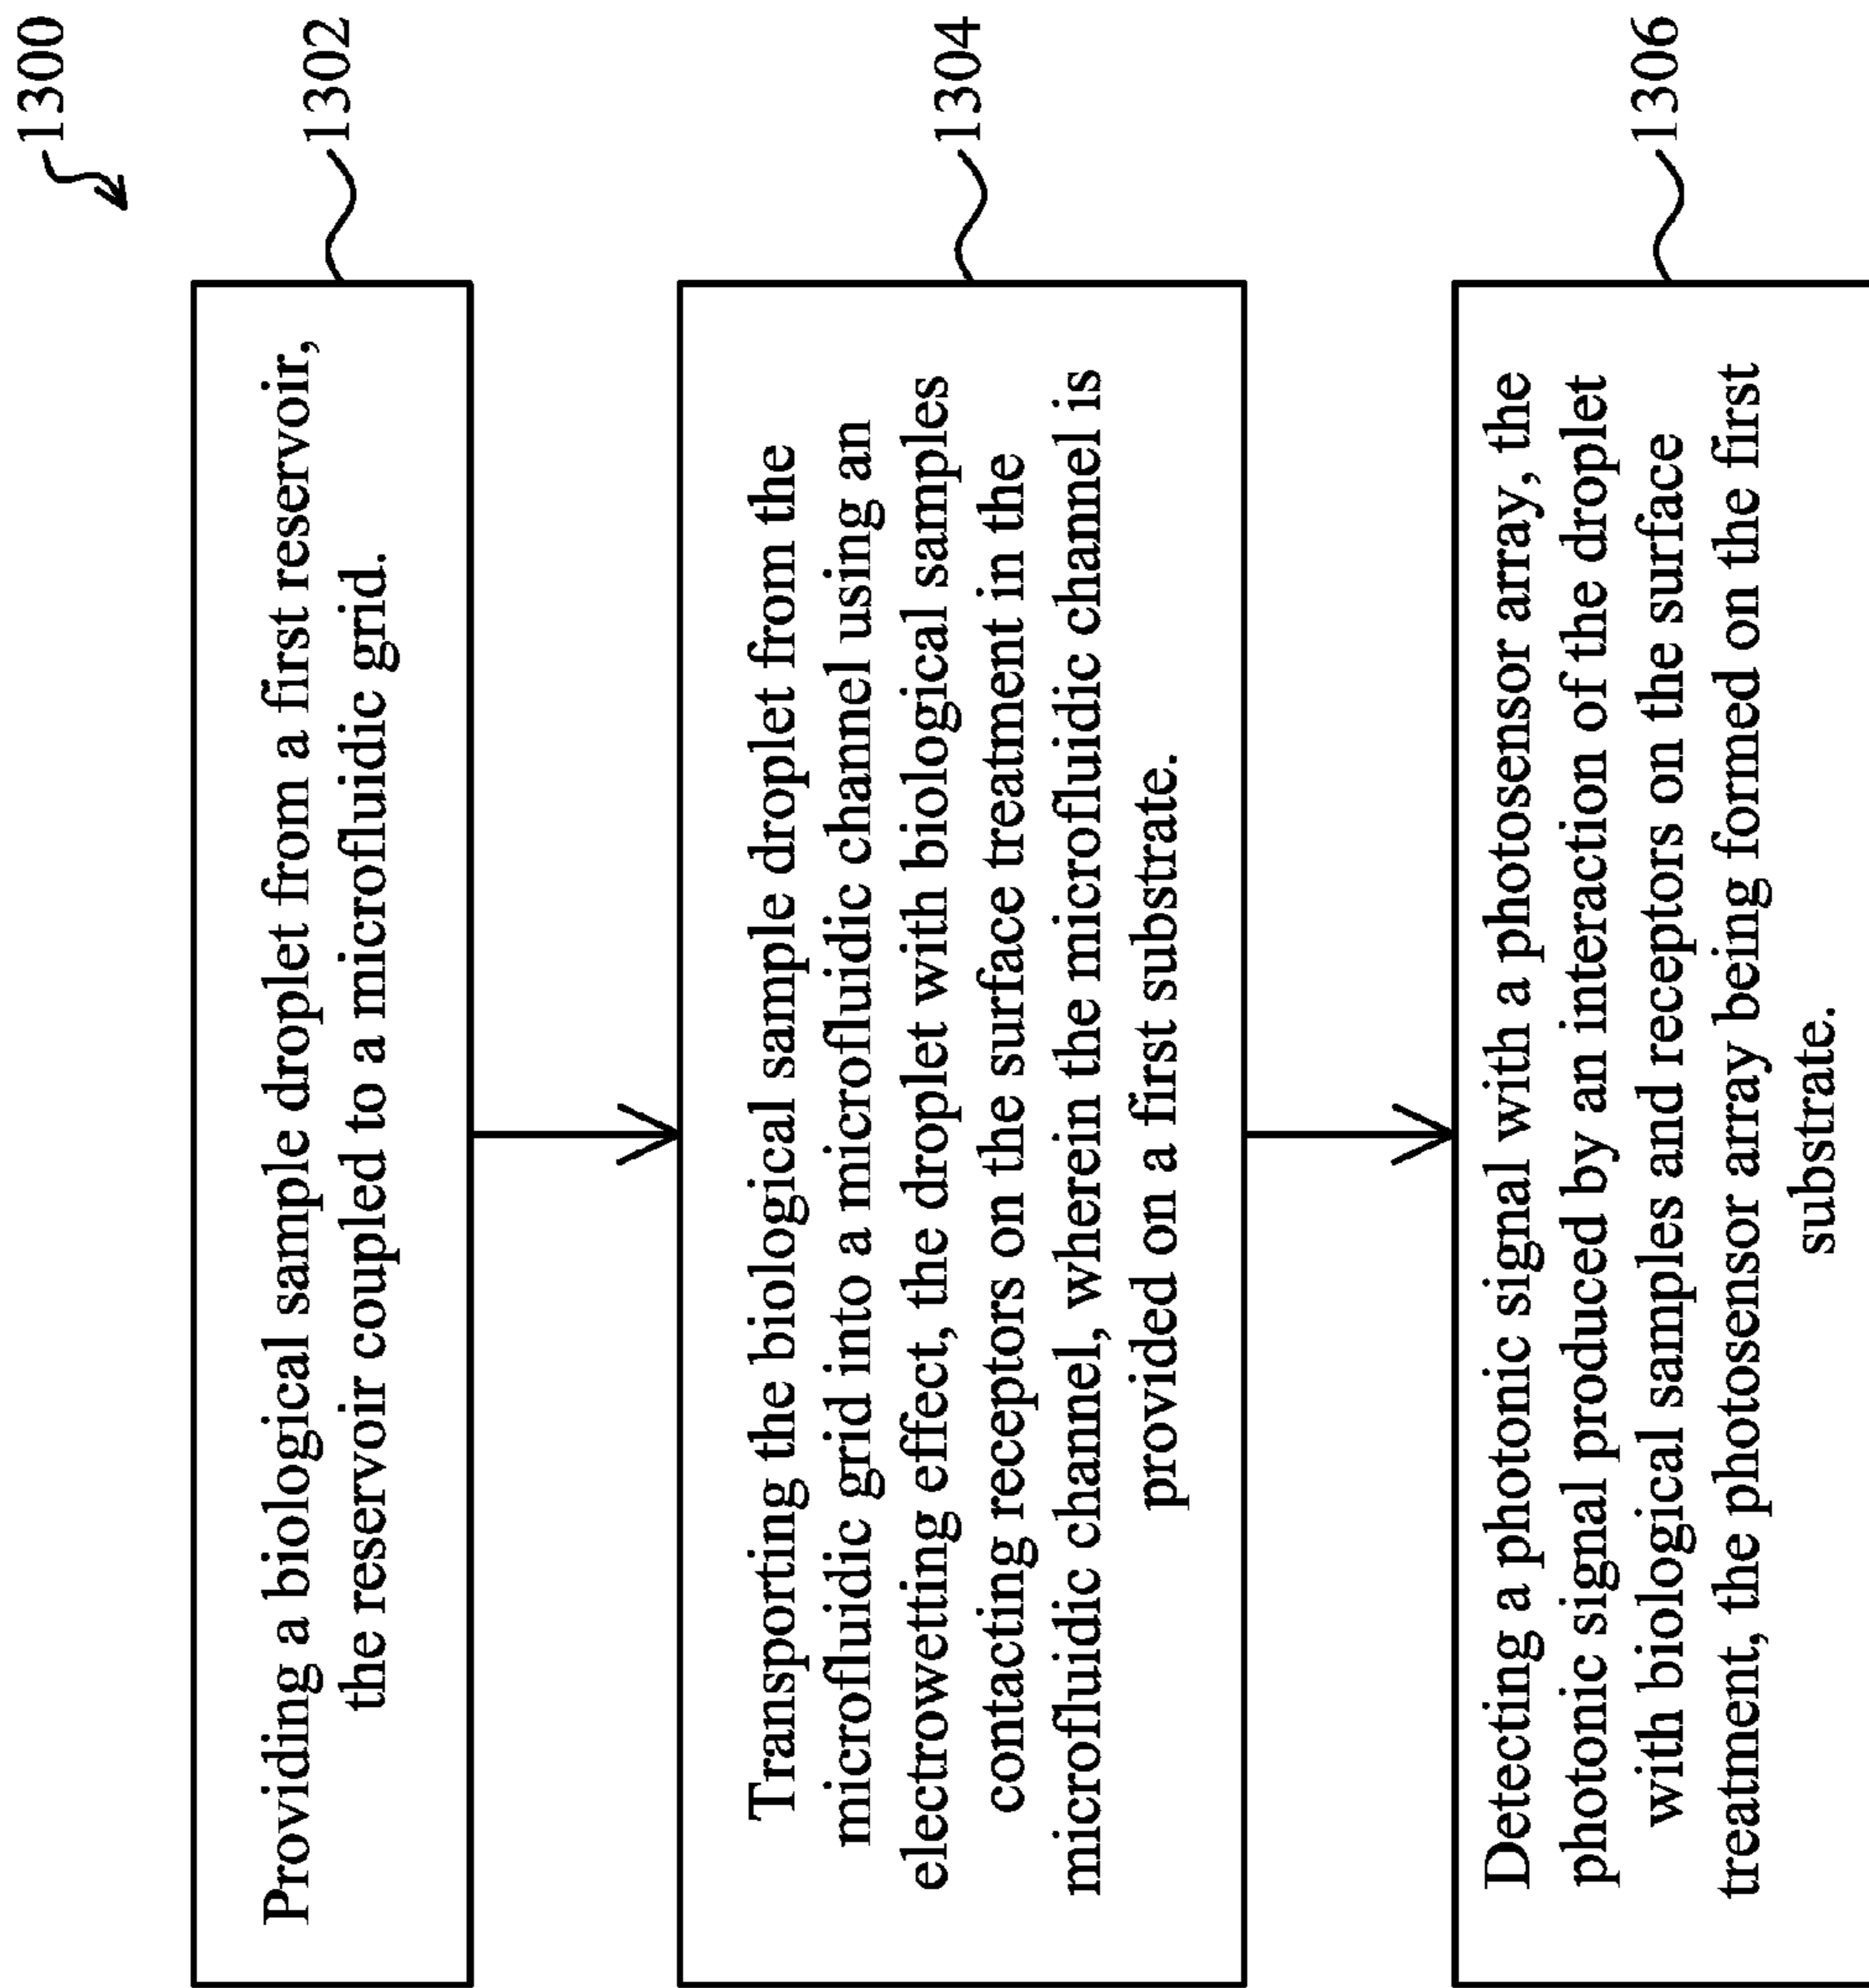 1300
Providing a biological sample droplet from a first reservoir,
the reservoir coupled to a microfluidic grid.
1302
Transporting the biological sample droplet from the
microfluidic grid into a microfluidic channel using an
electrowetting effect, the droplet with biological samples
contacting receptors on the surface treatment in the
microfluidic channel, wherein the microfluidic channel is
provided on a first substrate.
1304
Detecting a photonic signal with a photosensor array, the
photonic signal produced by an interaction of the droplet
with biological samples and receptors on the surface
treatment, the photosensor array being formed on the first
substrate.
1306